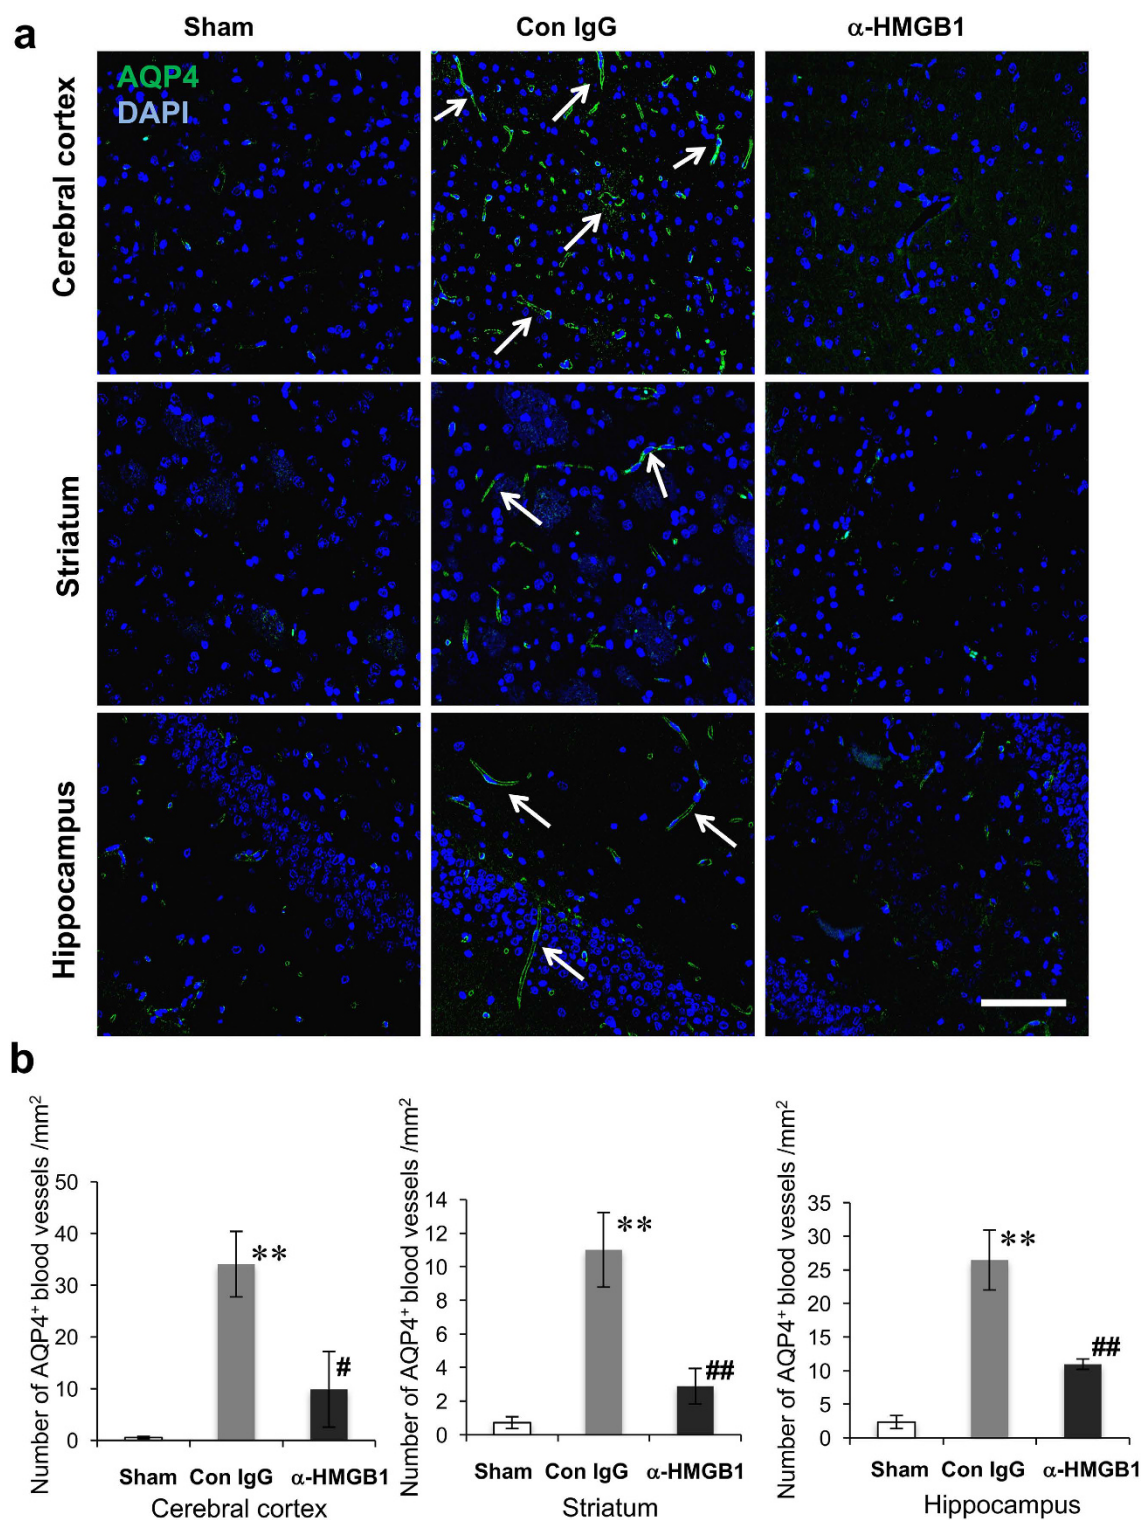 a
Sham
Con IgG
α-HMGB1
AQP4
DAPI
Cerebral cortex
Striatum
Hippocampus
b
Number of AQP4⁺ blood vessels /mm²
50
40
30
20
10
0
**
#
Sham Con IgG α-HMGB1
Cerebral cortex
Number of AQP4⁺ blood vessels /mm²
14
12
10
8
6
4
2
0
**
##
Sham Con IgG α-HMGB1
Striatum
Number of AQP4⁺ blood vessels /mm²
35
30
25
20
15
10
5
0
**
##
Sham Con IgG α-HMGB1
Hippocampus